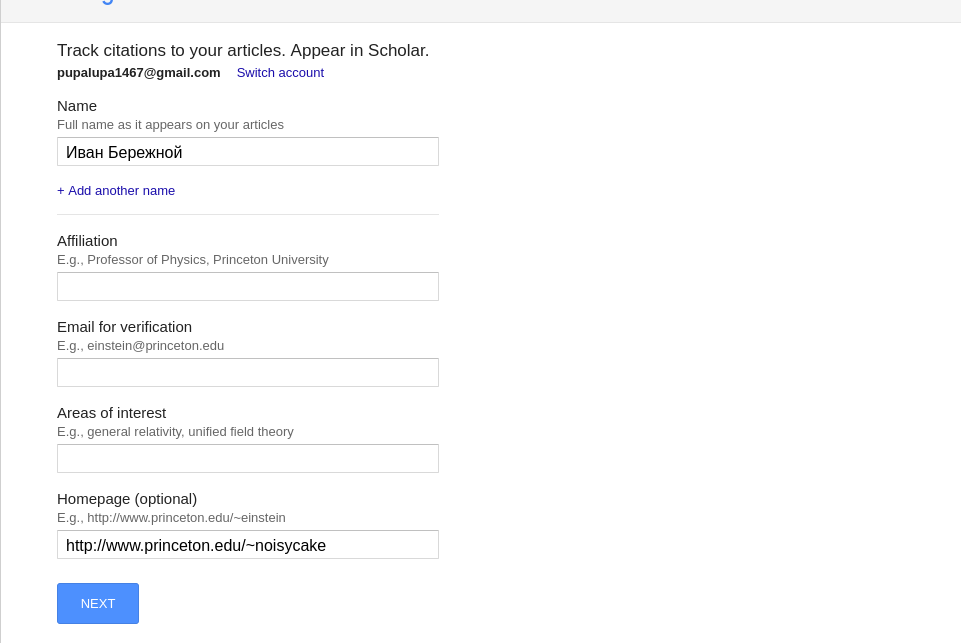 Track citations to your articles. Appear in Scholar.
pupalupa1467@gmail.com Switch account
Name
Full name as it appears on your articles
Иван Бережной
+ Add another name
Affiliation
E.g., Professor of Physics, Princeton University
Email for verification
E.g., einstein@princeton.edu
Areas of interest
E.g., general relativity, unified field theory
Homepage (optional)
E.g., http://www.princeton.edu/~einstein
http://www.princeton.edu/~noisycake
NEXT